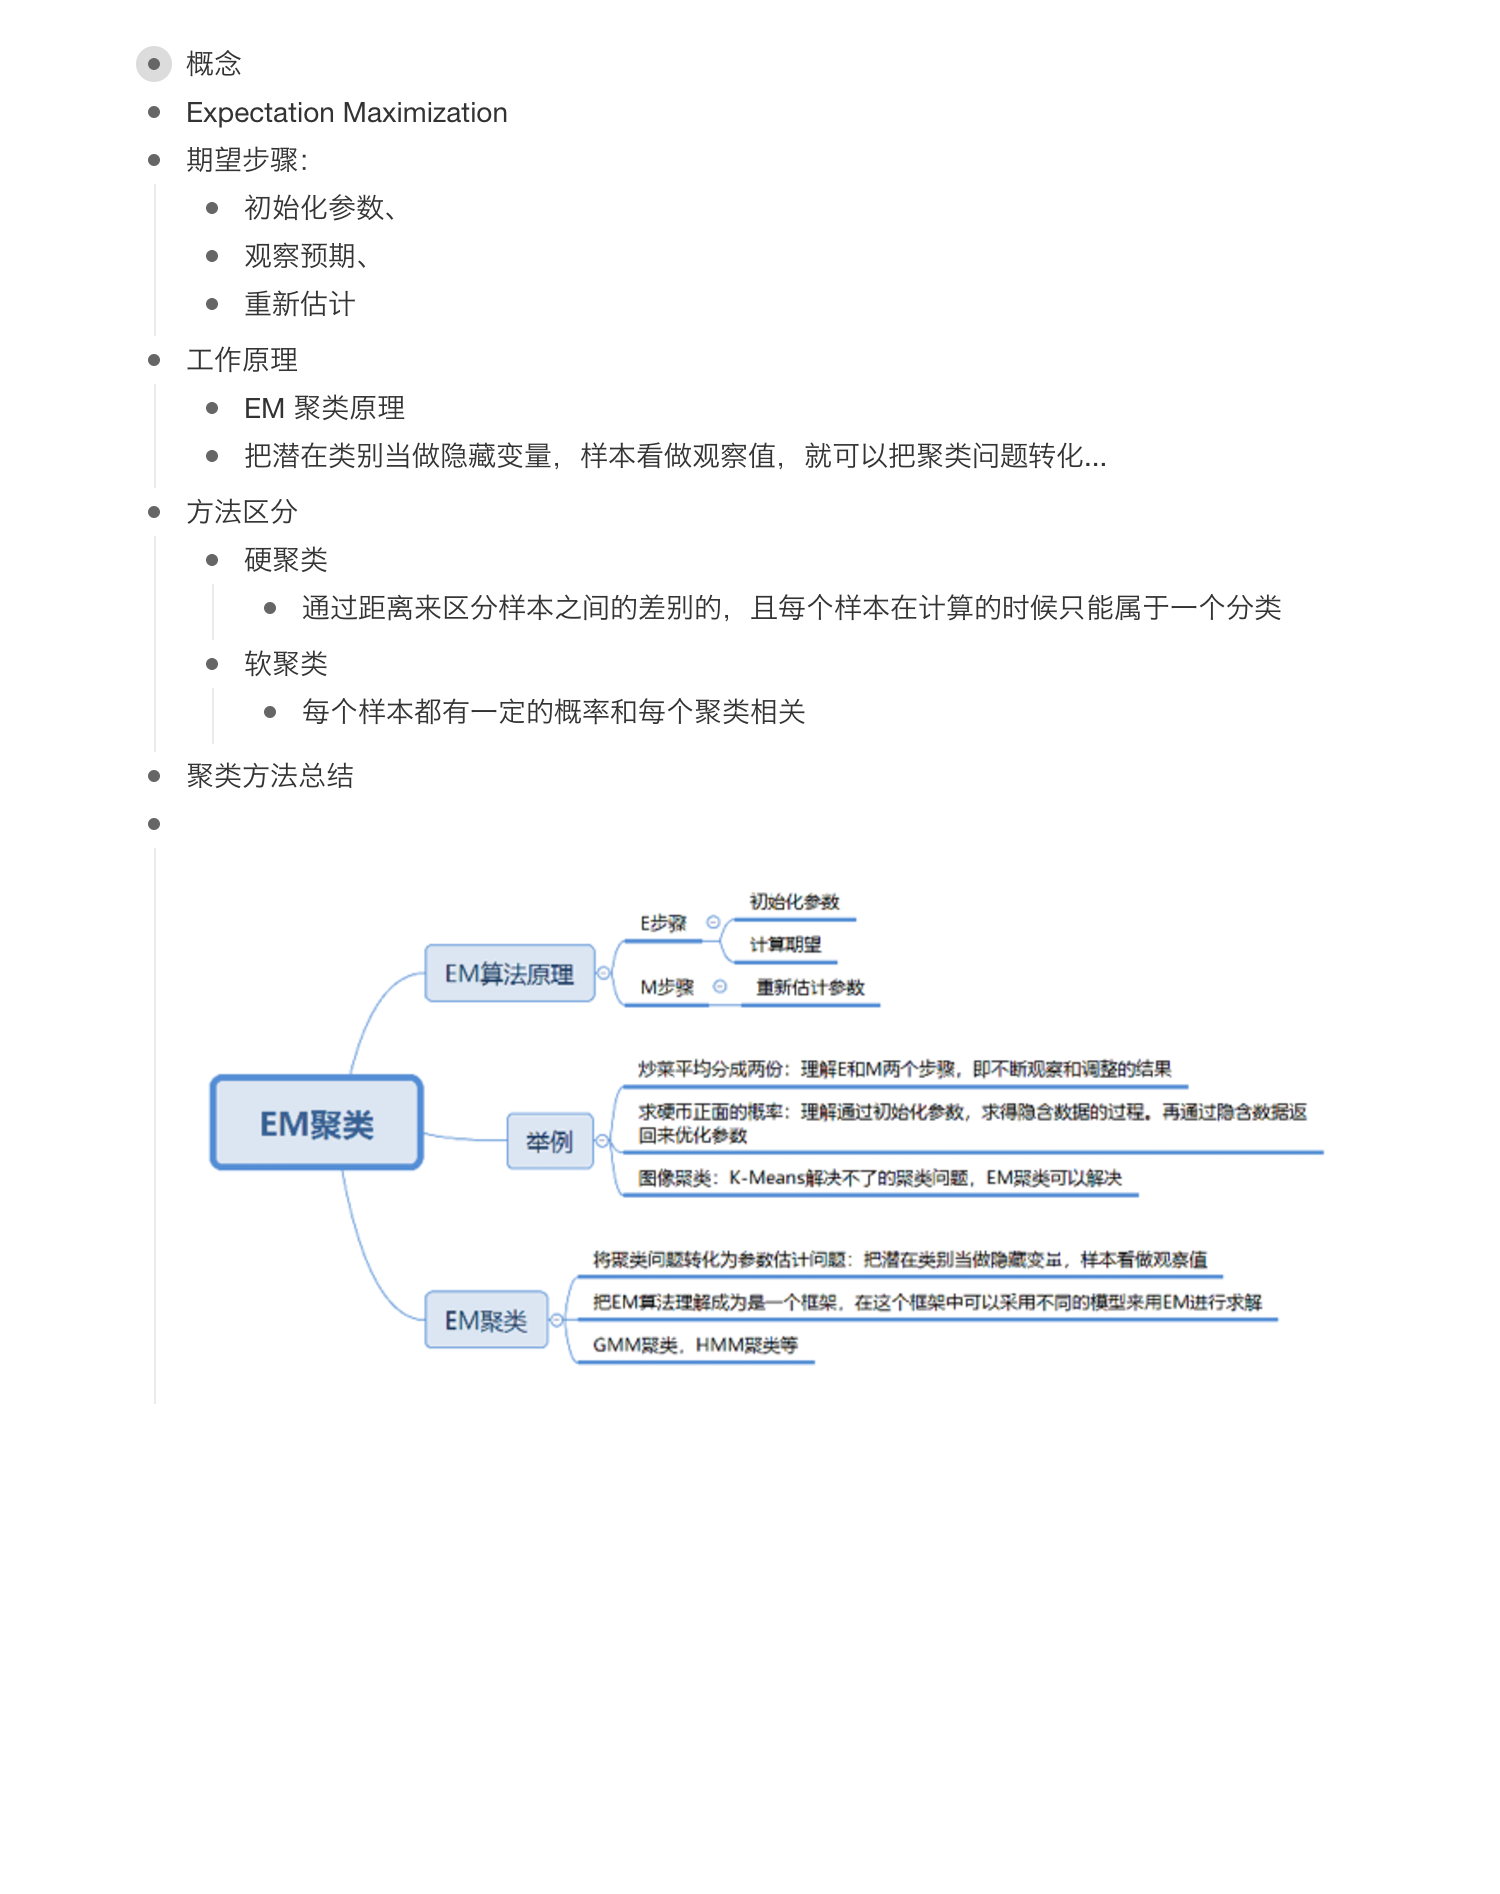 概念
Expectation Maximization
期望步骤：
初始化参数、
观察预期、
重新估计
工作原理
EM 聚类原理
把潜在类别当做隐藏变量，样本看做观察值，就可以把聚类问题转化...
方法区分
硬聚类
通过距离来区分样本之间的差别的，且每个样本在计算的时候只能属于一个分类
软聚类
每个样本都有一定的概率和每个聚类相关
聚类方法总结
EM聚类
EM算法原理
E步骤
初始化参数
计算期望
M步骤
重新估计参数
举例
炒菜平均分成两份：理解E和M两个步骤，即不断观察和调整的结果
求硬币正面的概率：理解通过初始化参数，求得隐含数据的过程。再通过隐含数据返
回来优化参数
图像聚类：K-Means解决不了的聚类问题，EM聚类可以解决
EM聚类
将聚类问题转化为参数估计问题：把潜在类别当做隐藏变量，样本看做观察值
把EM算法理解成为是一个框架，在这个框架中可以采用不同的模型来用EM进行求解
GMM聚类，HMM聚类等